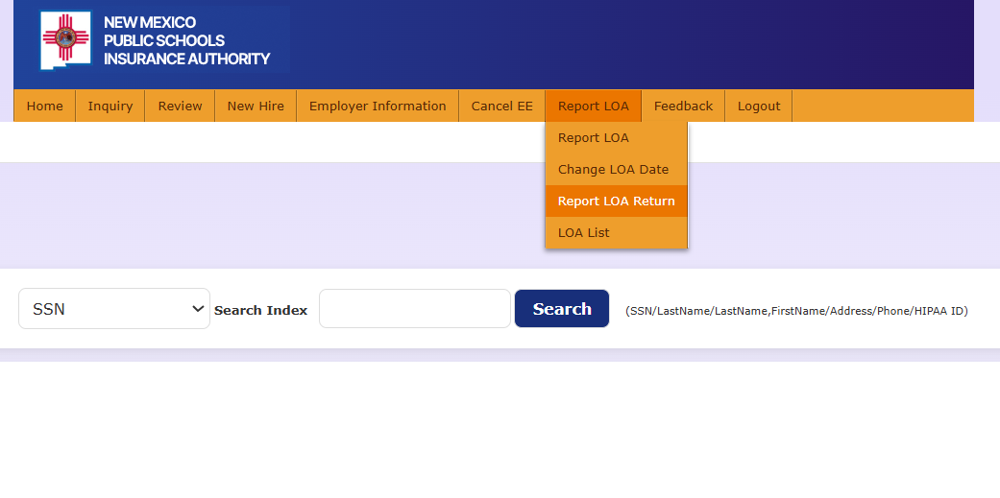 NEW MEXICO
PUBLIC SCHOOLS
INSURANCE AUTHORITY
Home Inquiry Review New Hire Employer Information Cancel EE Report LOA Feedback Logout
Report LOA
Change LOA Date
Report LOA Return
LOA List
SSN Search Index Search (SSN/LastName/LastName,FirstName/Address/Phone/HIPAA ID)